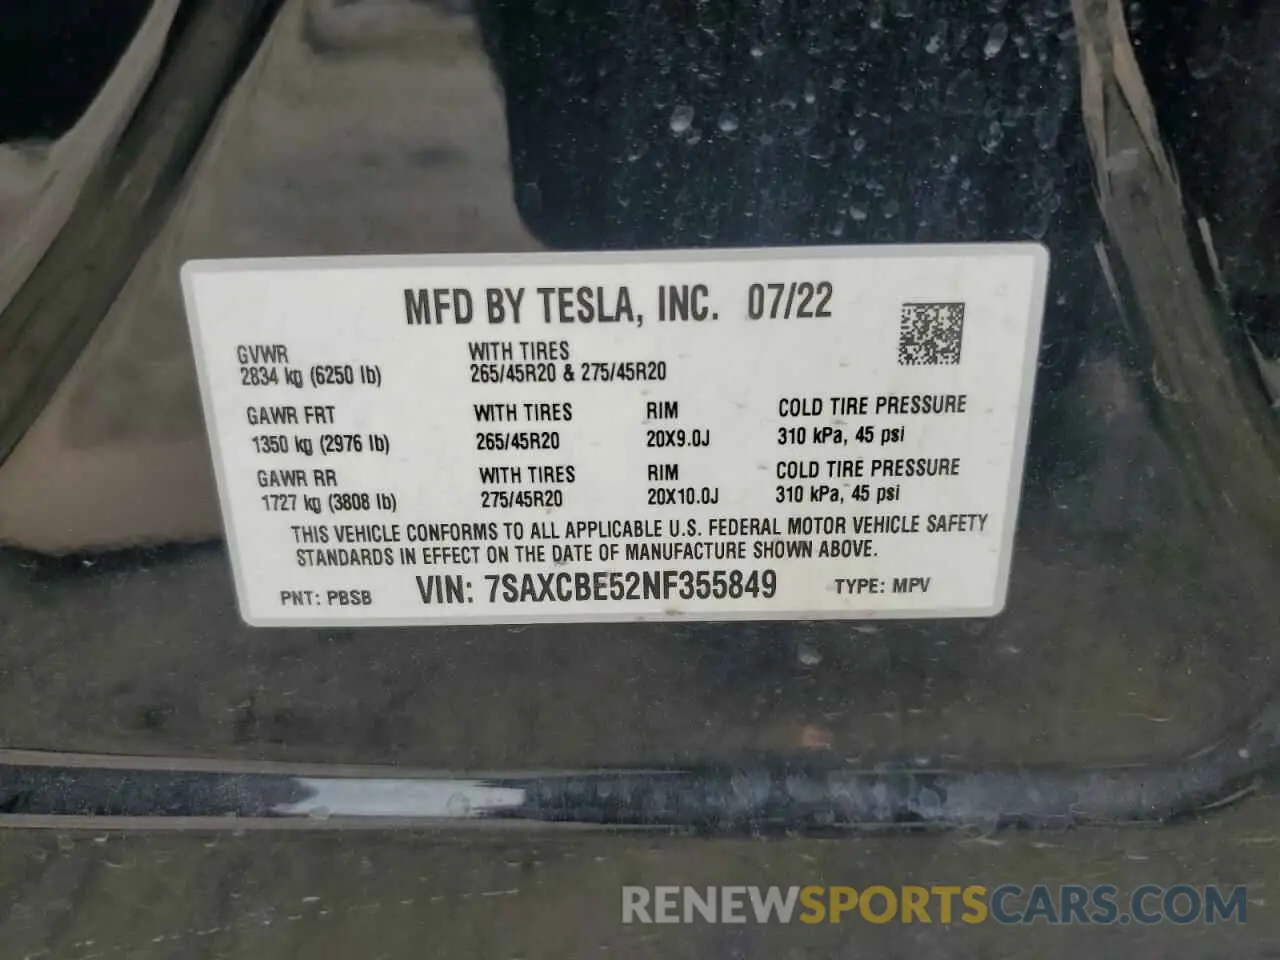 MFD BY TESLA, INC. 07/22
GVWR WITH TIRES
2834 kg (6250 lb) 265/45R20 & 275/45R20
GAWR FRT WITH TIRES RIM COLD TIRE PRESSURE
1350 kg (2976 lb) 265/45R20 20X9.0J 310 kPa, 45 psi
GAWR RR WITH TIRES RIM COLD TIRE PRESSURE
1727 kg (3808 lb) 275/45R20 20X10.0J 310 kPa, 45 psi
THIS VEHICLE CONFORMS TO ALL APPLICABLE U.S. FEDERAL MOTOR VEHICLE SAFETY
STANDARDS IN EFFECT ON THE DATE OF MANUFACTURE SHOWN ABOVE.
PNT: PBSB VIN: 7SAXCBE52NF355849 TYPE: MPV
RENEWSPORTSCARS.COM